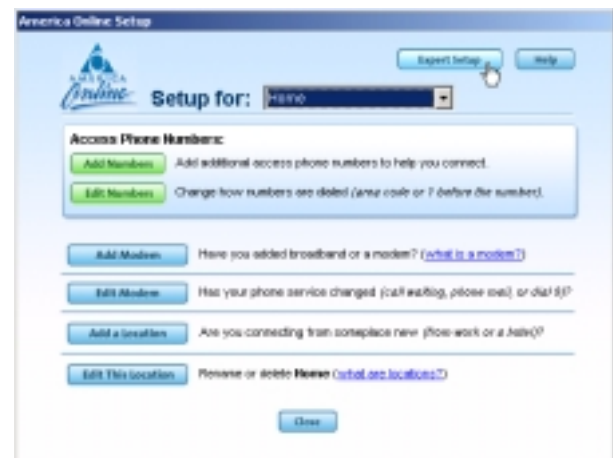 America Online Setup
Expert Setup
Help
AMERICA
Online
Setup for: Home
Access Phone Numbers:
Add Numbers Add additional access phone numbers to help you connect.
Edit Numbers Change how numbers are dialed (area code or 1 before the number).
Add Modem Have you added broadband or a modem? (what is a modem?)
Edit Modem Has your phone service changed (call waiting, phone mail, or dial 9)?
Add a Location Are you connecting from someplace new (from work or a hotel)?
Edit This Location Rename or delete Home (what are locations?)
Close